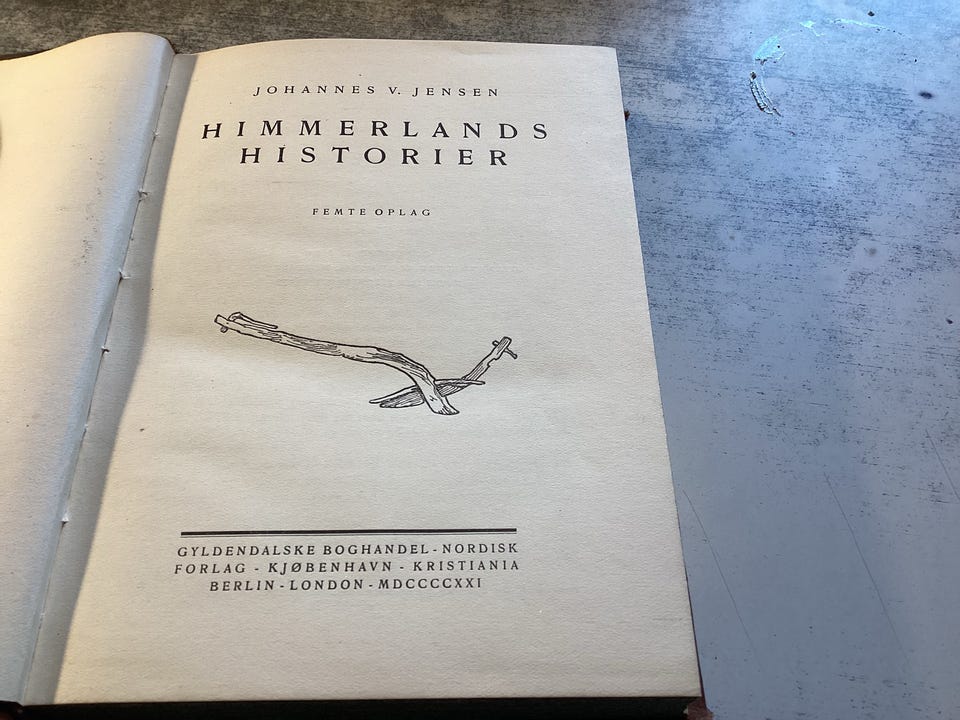 JOHANNES V. JENSEN
HIMMERLANDS
HISTORIER
FEMTE OPLAG
GYLDENDALSKE BOGHANDEL - NORDISK
FORLAG - KJØBENHAVN - KRISTIANIA
BERLIN - LONDON - MDCCCCXXI